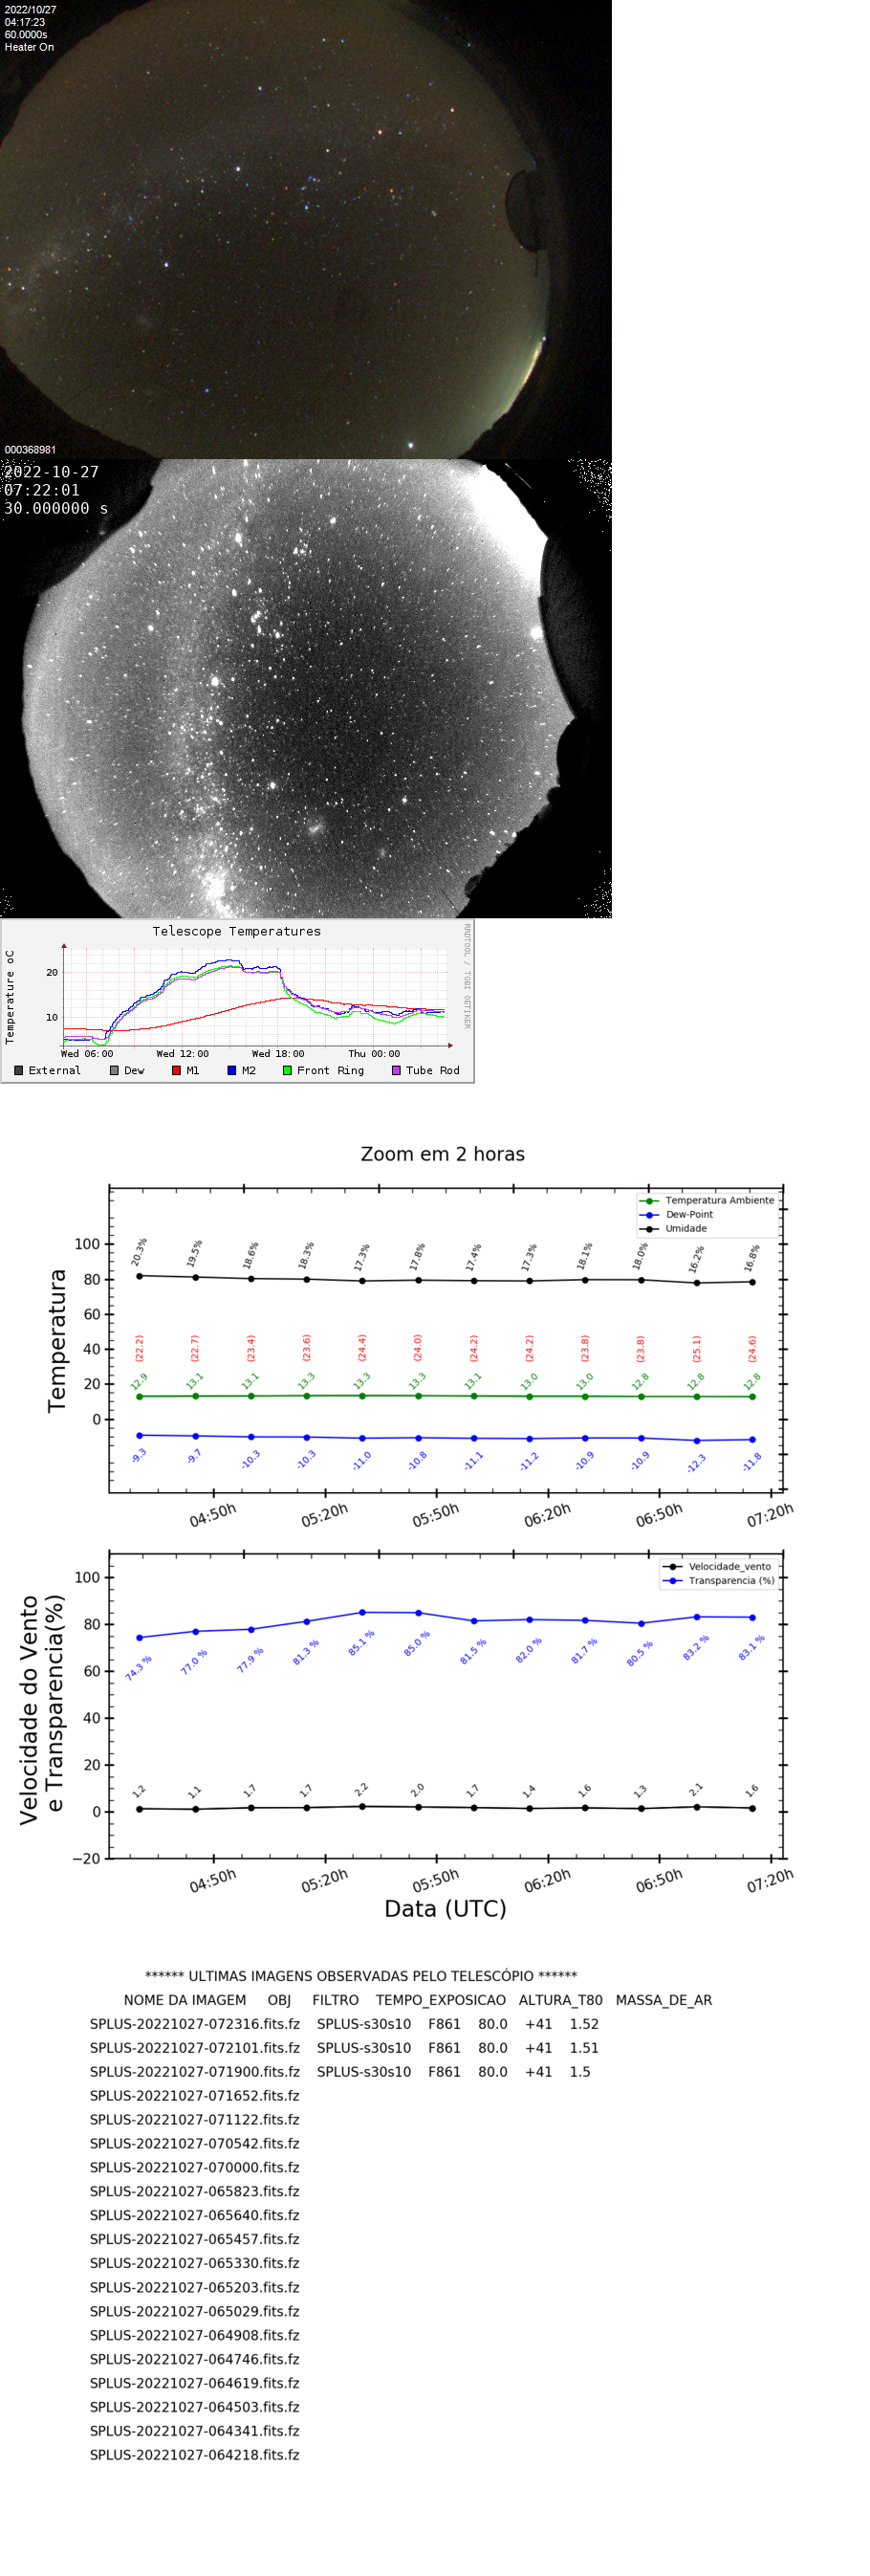 2022/10/27
04:17:23
60.0000s
Heater On
000368981
2022-10-27
07:22:01
30.000000 s
Telescope Temperatures
RRDTOOL / TOBI OETIKER
Temperature oC
20
10
Wed 06:00 Wed 12:00 Wed 18:00 Thu 00:00
External Dew M1 M2 Front Ring Tube Rod
Zoom em 2 horas
Temperatura Ambiente
Dew-Point
Umidade
Temperatura
100
80
60
40
20
0
20.3% 19.5% 18.6% 18.3% 17.3% 17.8% 17.4% 17.3% 18.1% 18.0% 16.2% 16.8%
(22.2) (22.7) (23.4) (23.6) (24.4) (24.0) (24.2) (24.2) (23.8) (23.8) (25.1) (24.6)
12.9 13.1 13.1 13.3 13.3 13.3 13.1 13.0 13.0 12.8 12.8 12.8
-9.3 -9.7 -10.3 -10.3 -11.0 -10.8 -11.1 -11.2 -10.9 -10.9 -12.3 -11.8
04:50h 05:20h 05:50h 06:20h 06:50h 07:20h
Velocidade_vento
Transparencia (%)
Velocidade do Vento
e Transparencia(%)
100
80
60
40
20
0
−20
74.3 % 77.0 % 77.9 % 81.3 % 85.1 % 85.0 % 81.5 % 82.0 % 81.7 % 80.5 % 83.2 % 83.1 %
1.2 1.1 1.7 1.7 2.2 2.0 1.7 1.4 1.6 1.3 2.1 1.6
04:50h 05:20h 05:50h 06:20h 06:50h 07:20h
Data (UTC)
****** ULTIMAS IMAGENS OBSERVADAS PELO TELESCÓPIO ******
NOME DA IMAGEM OBJ FILTRO TEMPO_EXPOSICAO ALTURA_T80 MASSA_DE_AR
SPLUS-20221027-072316.fits.fz SPLUS-s30s10 F861 80.0 +41 1.52
SPLUS-20221027-072101.fits.fz SPLUS-s30s10 F861 80.0 +41 1.51
SPLUS-20221027-071900.fits.fz SPLUS-s30s10 F861 80.0 +41 1.5
SPLUS-20221027-071652.fits.fz
SPLUS-20221027-071122.fits.fz
SPLUS-20221027-070542.fits.fz
SPLUS-20221027-070000.fits.fz
SPLUS-20221027-065823.fits.fz
SPLUS-20221027-065640.fits.fz
SPLUS-20221027-065457.fits.fz
SPLUS-20221027-065330.fits.fz
SPLUS-20221027-065203.fits.fz
SPLUS-20221027-065029.fits.fz
SPLUS-20221027-064908.fits.fz
SPLUS-20221027-064746.fits.fz
SPLUS-20221027-064619.fits.fz
SPLUS-20221027-064503.fits.fz
SPLUS-20221027-064341.fits.fz
SPLUS-20221027-064218.fits.fz